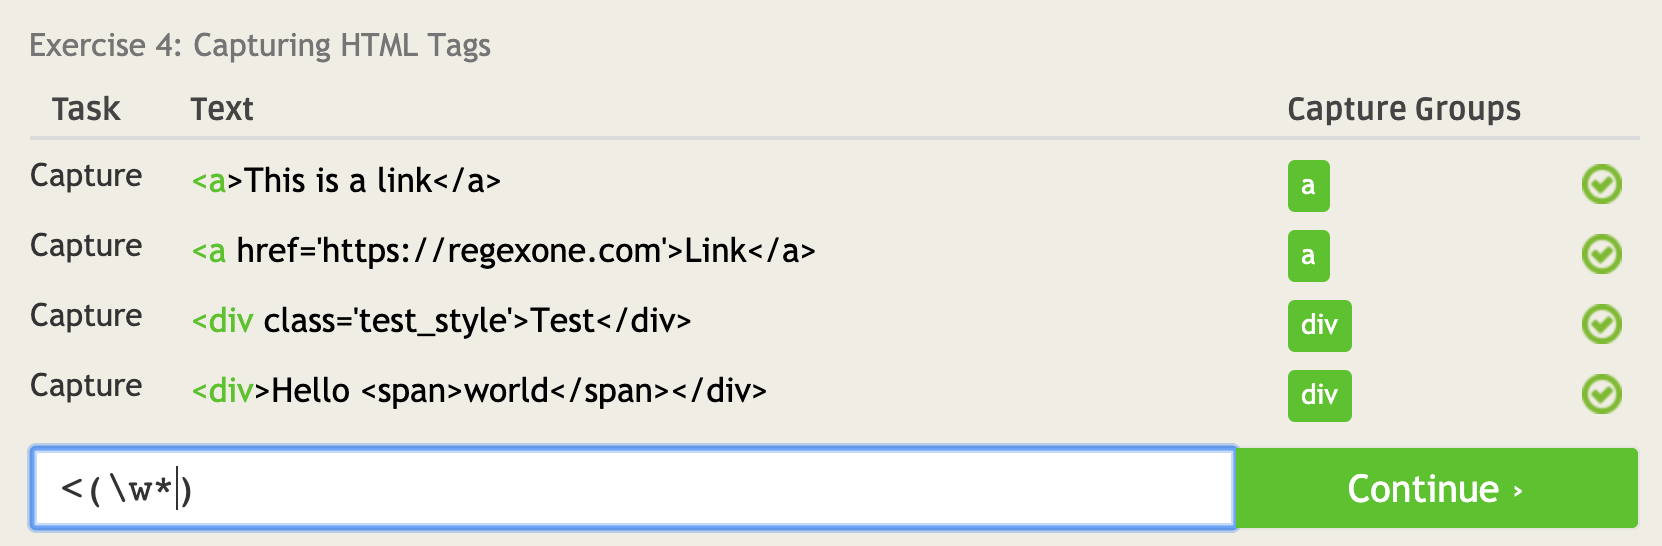 Exercise 4: Capturing HTML Tags
Task Text Capture Groups
Capture <a>This is a link</a> a
Capture <a href='https://regexone.com'>Link</a> a
Capture <div class='test_style'>Test</div> div
Capture <div>Hello <span>world</span></div> div
<(\w*) Continue ›